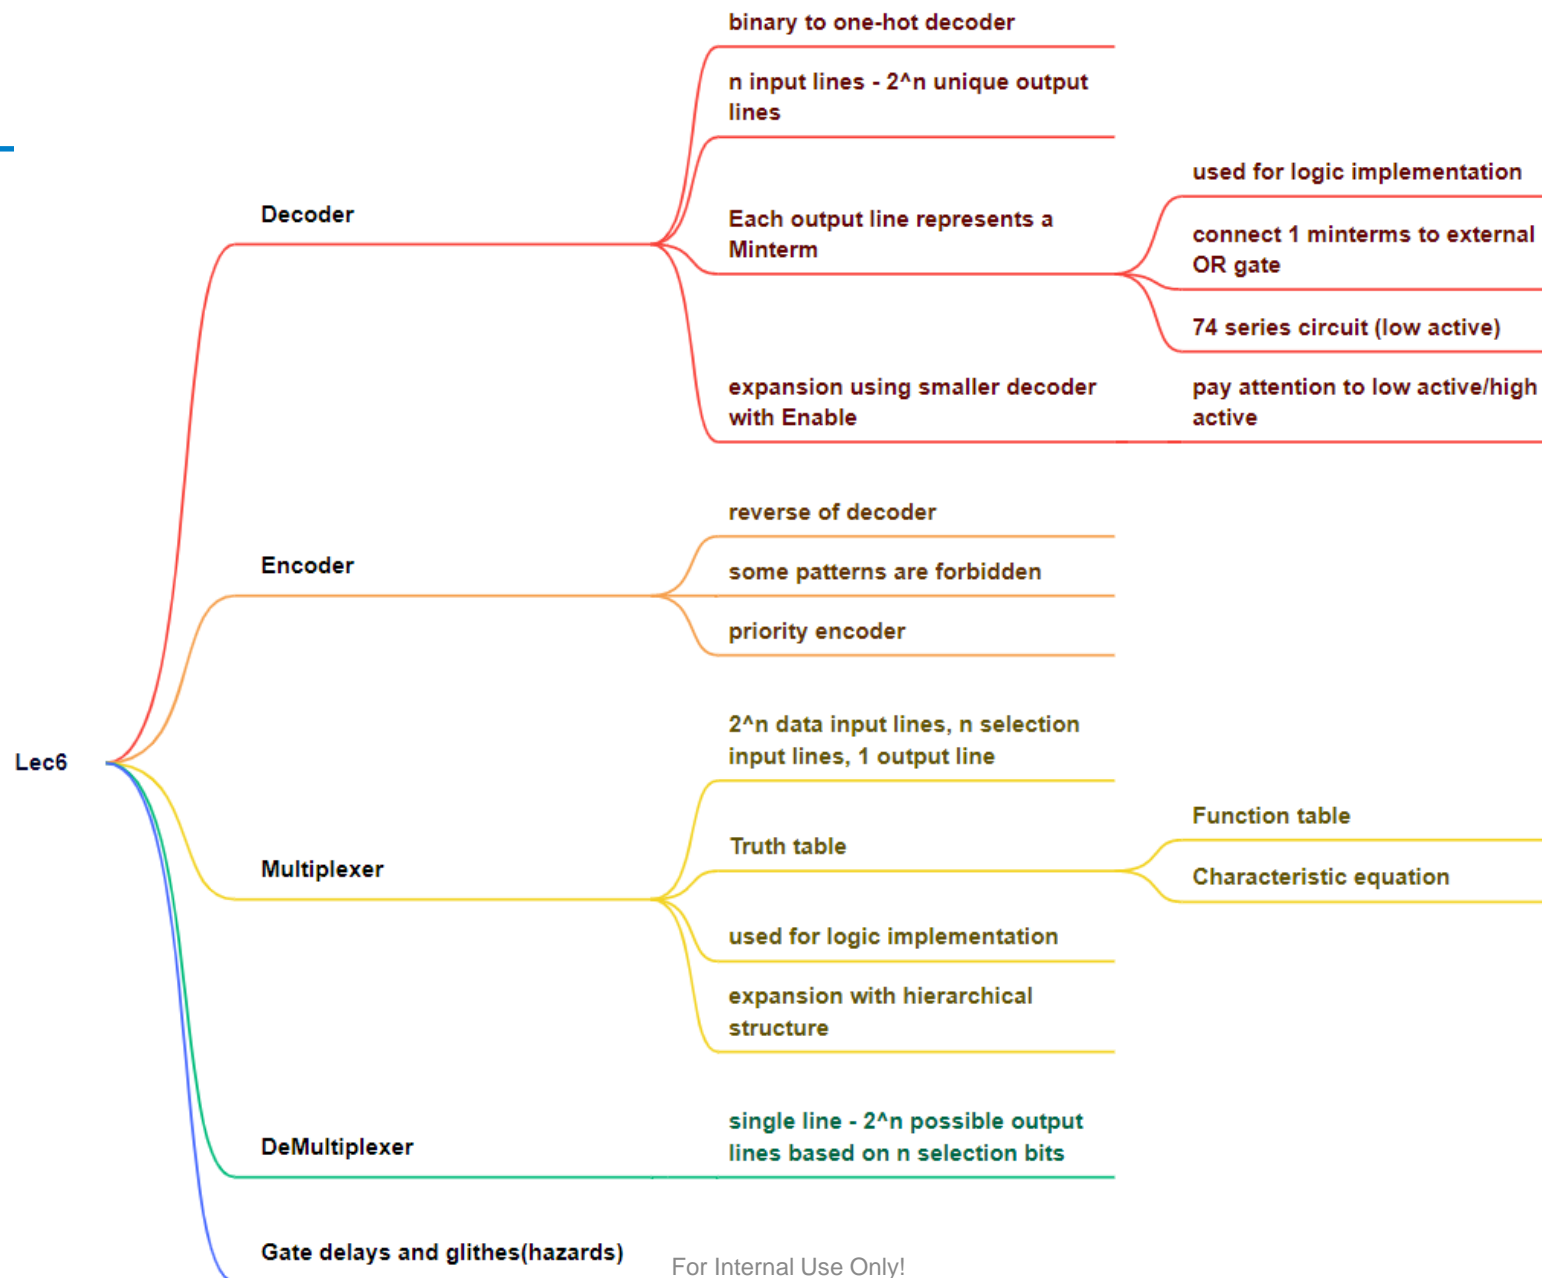 Lec6
Decoder
binary to one-hot decoder
n input lines - 2^n unique output
lines
Each output line represents a
Minterm
used for logic implementation
connect 1 minterms to external
OR gate
74 series circuit (low active)
expansion using smaller decoder
with Enable
pay attention to low active/high
active
Encoder
reverse of decoder
some patterns are forbidden
priority encoder
Multiplexer
2^n data input lines, n selection
input lines, 1 output line
Truth table
Function table
Characteristic equation
used for logic implementation
expansion with hierarchical
structure
DeMultiplexer
single line - 2^n possible output
lines based on n selection bits
Gate delays and glithes(hazards)
For Internal Use Only!